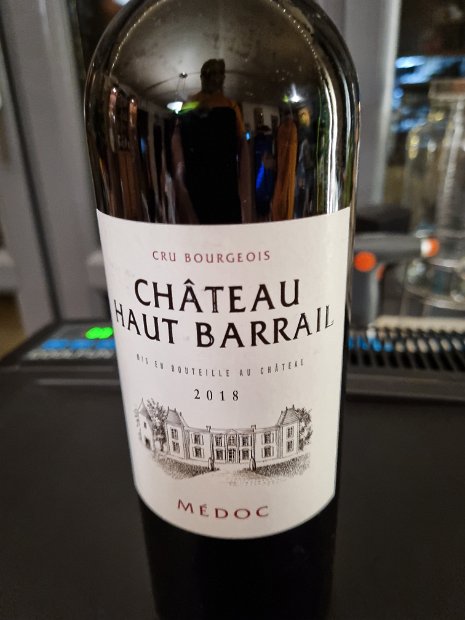 CRU BOURGEOIS
CHÂTEAU
HAUT BARRAIL
MIS EN BOUTEILLE AU CHÂTEAU
2018
MÉDOC